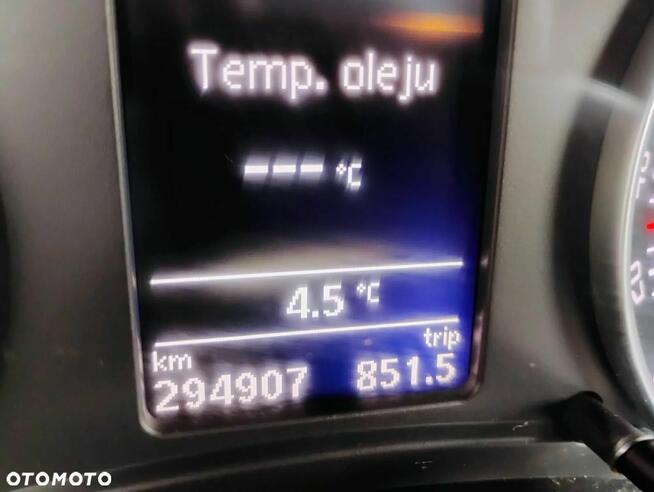 Temp. oleju
--- °C
4.5 °C
trip
km
294907 851.5
OTOMOTO